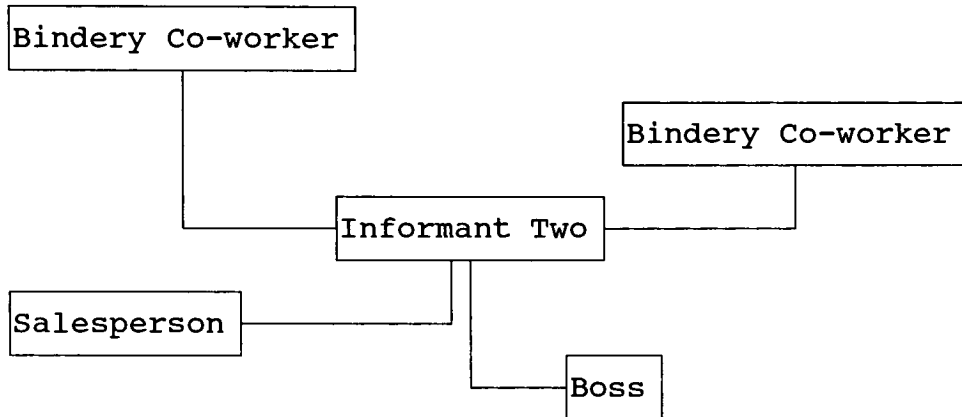 Bindery Co-worker
Bindery Co-worker
Informant Two
Salesperson
Boss